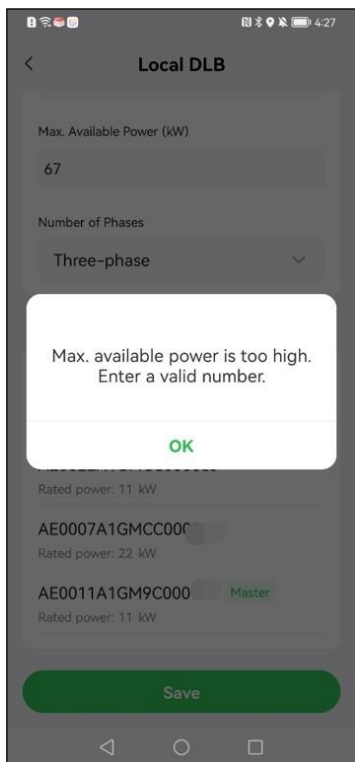 4:27
Local DLB
Max. Available Power (kW)
67
Number of Phases
Three-phase
Max. available power is too high.
Enter a valid number.
OK
Rated power: 11 kW
AE0007A1GMCC000
Rated power: 22 kW
AE0011A1GM9C000 Master
Rated power: 11 kW
Save